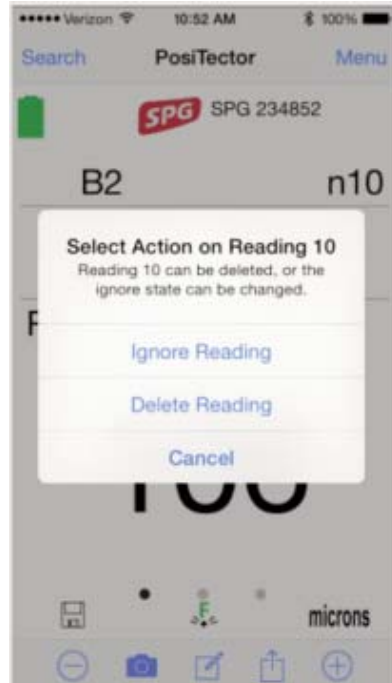 Verizon 10:52 AM 100%
Search PosiTector Menu
SPG SPG 234852
B2 n10
Select Action on Reading 10
Reading 10 can be deleted, or the
ignore state can be changed.
Ignore Reading
Delete Reading
Cancel
F
microns